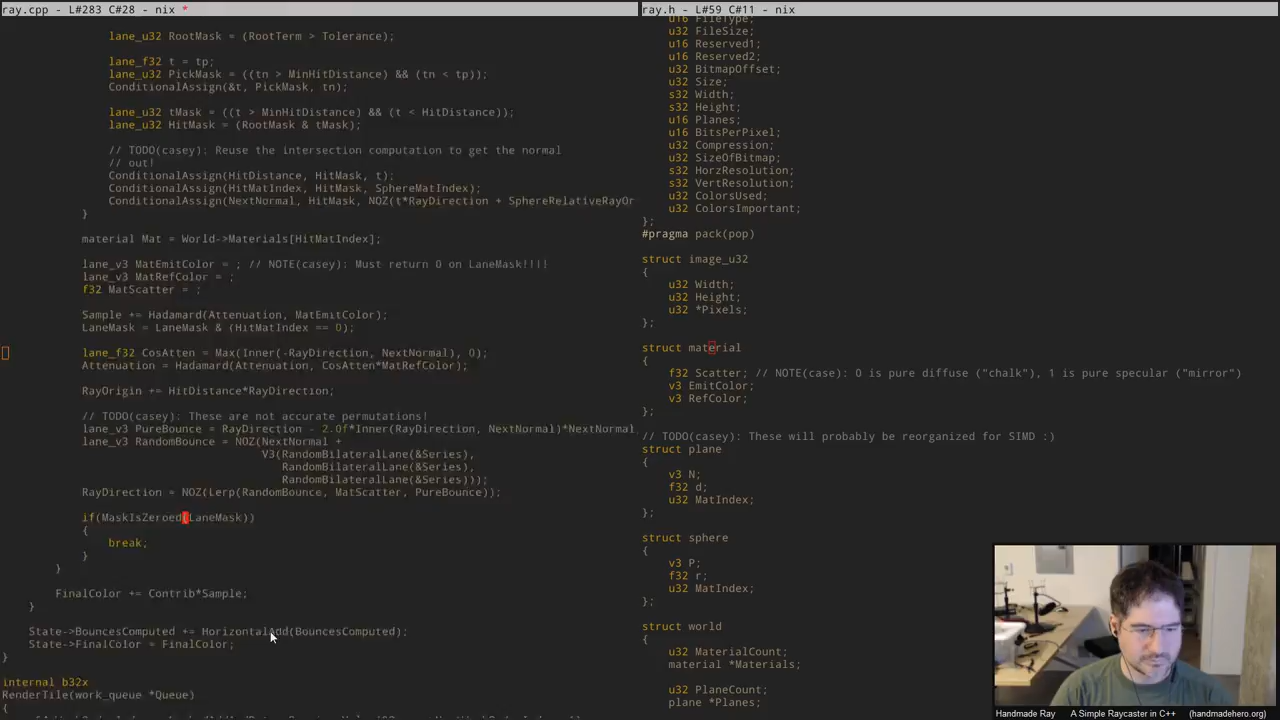 ray.cpp - L#283 C#28 - nix *
lane_u32 RootMask = (RootTerm > Tolerance);
lane_f32 t = tp;
lane_u32 PickMask = ((tn > MinHitDistance) && (tn < tp));
ConditionalAssign(&t, PickMask, tn);
lane_u32 tMask = ((t > MinHitDistance) && (t < HitDistance));
lane_u32 HitMask = (RootMask & tMask);
// TODO(casey): Reuse the intersection computation to get the normal
// out!
ConditionalAssign(HitDistance, HitMask, t);
ConditionalAssign(HitMatIndex, HitMask, SphereMatIndex);
ConditionalAssign(NextNormal, HitMask, NOZ(t*RayDirection + SphereRelativeRayOr
}
material Mat = World->Materials[HitMatIndex];
lane_v3 MatEmitColor = ; // NOTE(casey): Must return 0 on LaneMask!!!!
lane_v3 MatRefColor = ;
f32 MatScatter = ;
Sample += Hadamard(Attenuation, MatEmitColor);
LaneMask = LaneMask & (HitMatIndex == 0);
lane_f32 CosAtten = Max(Inner(-RayDirection, NextNormal), 0);
Attenuation = Hadamard(Attenuation, CosAtten*MatRefColor);
RayOrigin += HitDistance*RayDirection;
// TODO(casey): These are not accurate permutations!
lane_v3 PureBounce = RayDirection - 2.0f*Inner(RayDirection, NextNormal)*NextNormal
lane_v3 RandomBounce = NOZ(NextNormal +
V3(RandomBilateralLane(&Series),
RandomBilateralLane(&Series),
RandomBilateralLane(&Series)));
RayDirection = NOZ(Lerp(RandomBounce, MatScatter, PureBounce));
if(MaskIsZeroed(LaneMask))
{
break;
}
}
FinalColor += Contrib*Sample;
}
State->BouncesComputed += HorizontalAdd(BouncesComputed);
State->FinalColor = FinalColor;
}
internal b32x
RenderTile(work_queue *Queue)
{
ray.h - L#59 C#11 - nix
u16 FileType;
u32 FileSize;
u16 Reserved1;
u16 Reserved2;
u32 BitmapOffset;
u32 Size;
s32 Width;
s32 Height;
u16 Planes;
u16 BitsPerPixel;
u32 Compression;
u32 SizeOfBitmap;
s32 HorzResolution;
s32 VertResolution;
u32 ColorsUsed;
u32 ColorsImportant;
};
#pragma pack(pop)
struct image_u32
{
u32 Width;
u32 Height;
u32 *Pixels;
};
struct material
{
f32 Scatter; // NOTE(case): 0 is pure diffuse ("chalk"), 1 is pure specular ("mirror")
v3 EmitColor;
v3 RefColor;
};
// TODO(casey): These will probably be reorganized for SIMD :)
struct plane
{
v3 N;
f32 d;
u32 MatIndex;
};
struct sphere
{
v3 P;
f32 r;
u32 MatIndex;
};
struct world
{
u32 MaterialCount;
material *Materials;
u32 PlaneCount;
plane *Planes;
Handmade Ray A Simple Raycaster in C++ (handmadehero.org)